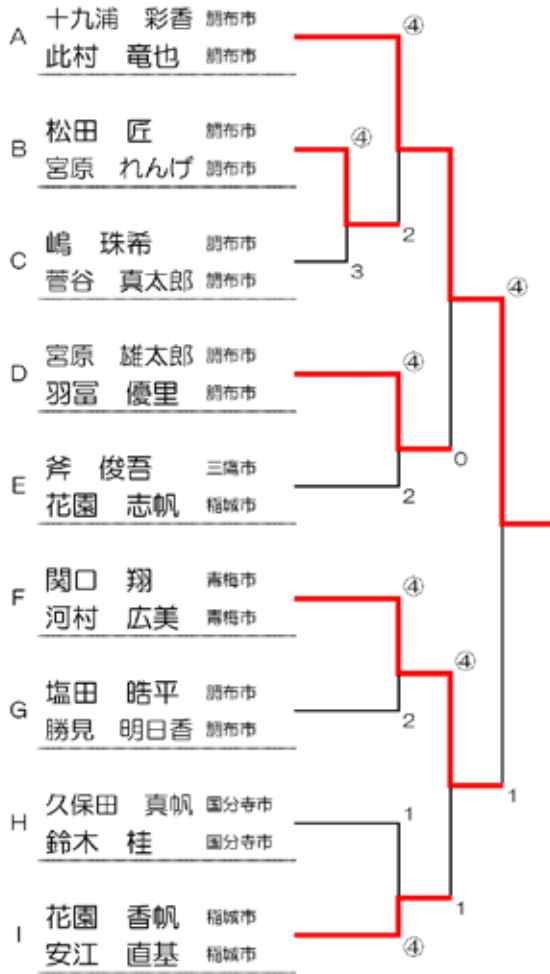 A 十九浦 彩香 調布市 ④
此村 竜也 調布市
B 松田 匠 調布市 ④
宮原 れんげ 調布市
2
C 嶋 珠希 調布市 3
菅谷 真太郎 調布市
④
D 宮原 雄太郎 調布市 ④
羽冨 優里 調布市
0
E 斧 俊吾 三鷹市 2
花園 志帆 稲城市
F 関口 翔 青梅市 ④
河村 広美 青梅市
④
G 塩田 晧平 調布市 2
勝見 明日香 調布市
1
H 久保田 真帆 国分寺市 1
鈴木 桂 国分寺市
1
I 花園 香帆 稲城市 ④
安江 直基 稲城市